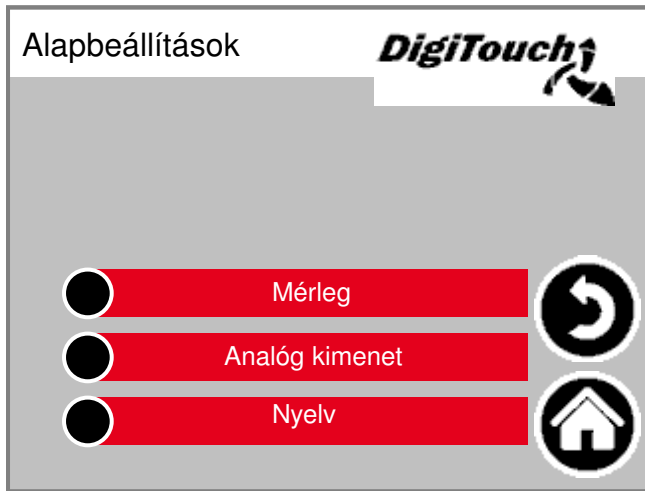 Alapbeállítások
DigiTouch
Mérleg
Analóg kimenet
Nyelv